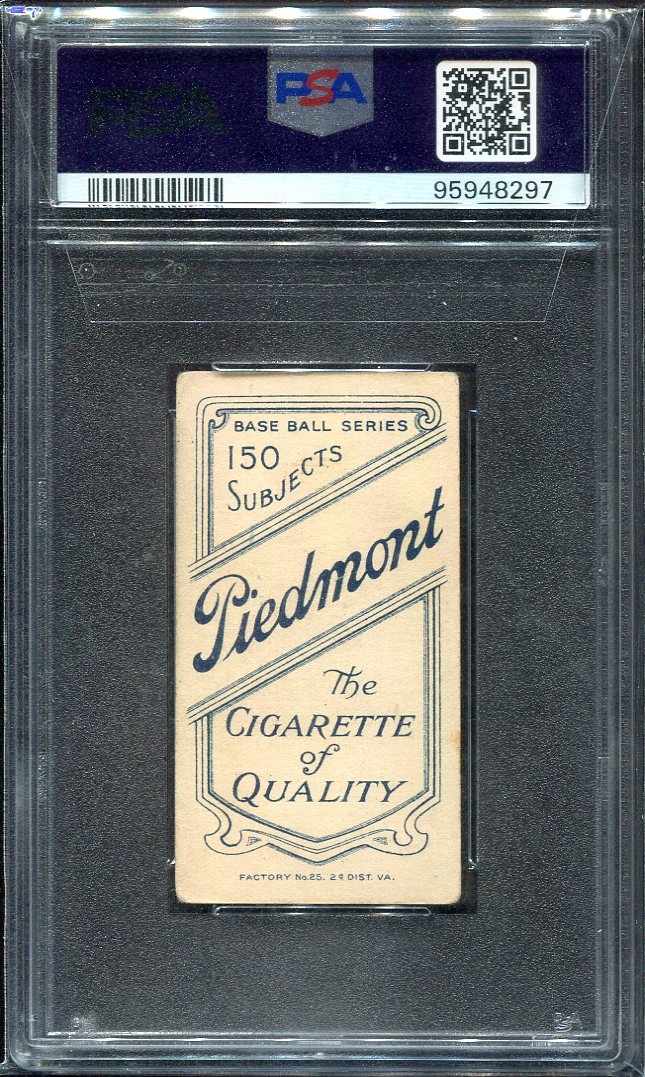 PSA
95948297
BASE BALL SERIES
150
SUBJECTS
Piedmont
The
CIGARETTE
of
QUALITY
FACTORY No. 25. 2d DIST. VA.